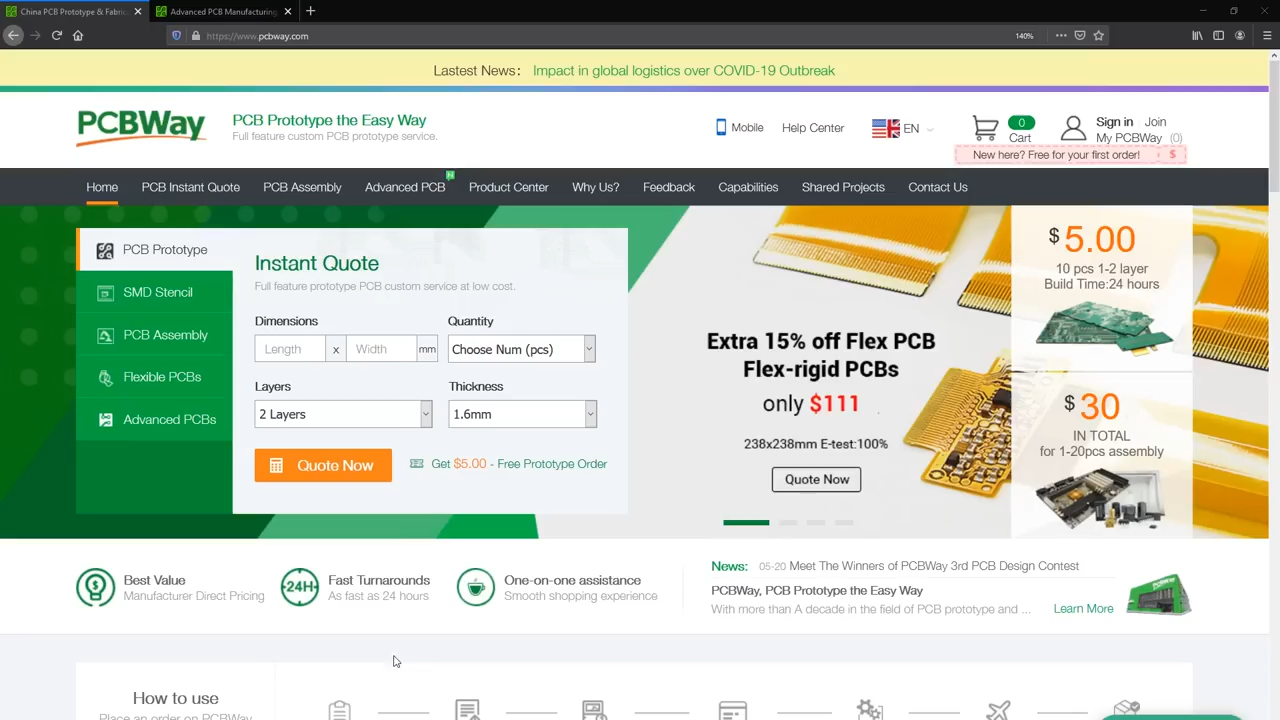 China PCB Prototype & Fabric
Advanced PCB Manufacturing
https://www.pcbway.com
140%
Lastest News: Impact in global logistics over COVID-19 Outbreak
PCBWay
PCB Prototype the Easy Way
Full feature custom PCB prototype service.
Mobile
Help Center
EN
0
Cart
Sign in Join
My PCBWay (0)
New here? Free for your first order! $
Home PCB Instant Quote PCB Assembly Advanced PCB Product Center Why Us? Feedback Capabilities Shared Projects Contact Us
PCB Prototype
SMD Stencil
PCB Assembly
Flexible PCBs
Advanced PCBs
Instant Quote
Full feature prototype PCB custom service at low cost.
Dimensions Quantity
Length x Width mm Choose Num (pcs)
Layers Thickness
2 Layers 1.6mm
Quote Now Get $5.00 - Free Prototype Order
Extra 15% off Flex PCB
Flex-rigid PCBs
only $111
238x238mm E-test:100%
Quote Now
$ 5.00
10 pcs 1-2 layer
Build Time:24 hours
$ 30
IN TOTAL
for 1-20pcs assembly
Best Value
Manufacturer Direct Pricing
24H
Fast Turnarounds
As fast as 24 hours
One-on-one assistance
Smooth shopping experience
News: 05-20 Meet The Winners of PCBWay 3rd PCB Design Contest
PCBWay, PCB Prototype the Easy Way
With more than A decade in the field of PCB prototype and ... Learn More
How to use
Place an order on PCBWay